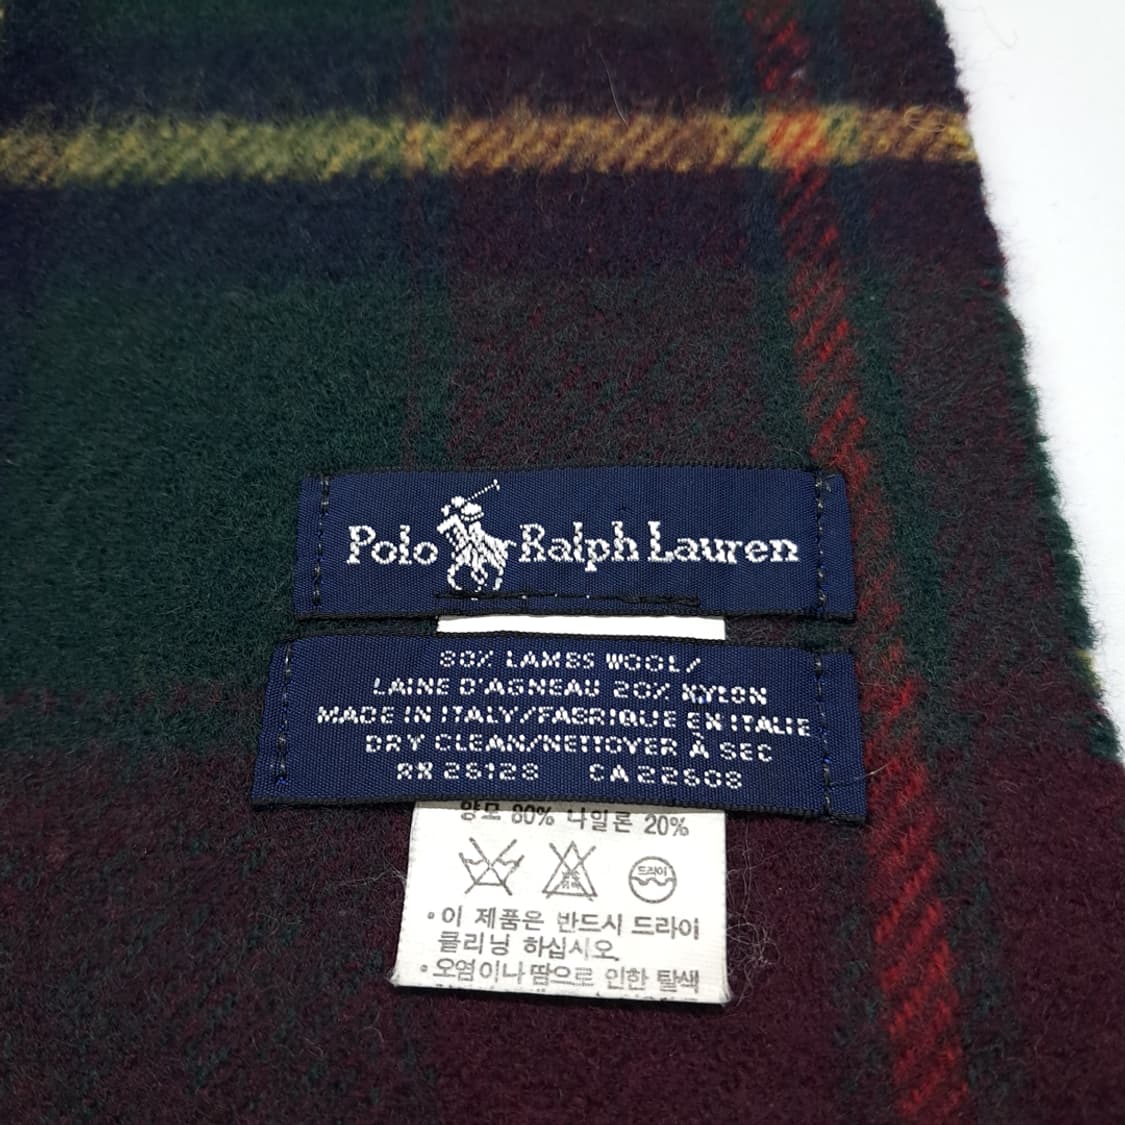 Polo Ralph Lauren
80% LAMBS WOOL/
LAINE D'AGNEAU 20% NYLON
MADE IN ITALY/FABRIQUE EN ITALIE
DRY CLEAN/NETTOYER À SEC
RN 26128 CA 22608
양모 80% 나일론 20%
드라이
• 이 제품은 반드시 드라이
클리닝 하십시오.
• 오염이나 땀으로 인한 탈색